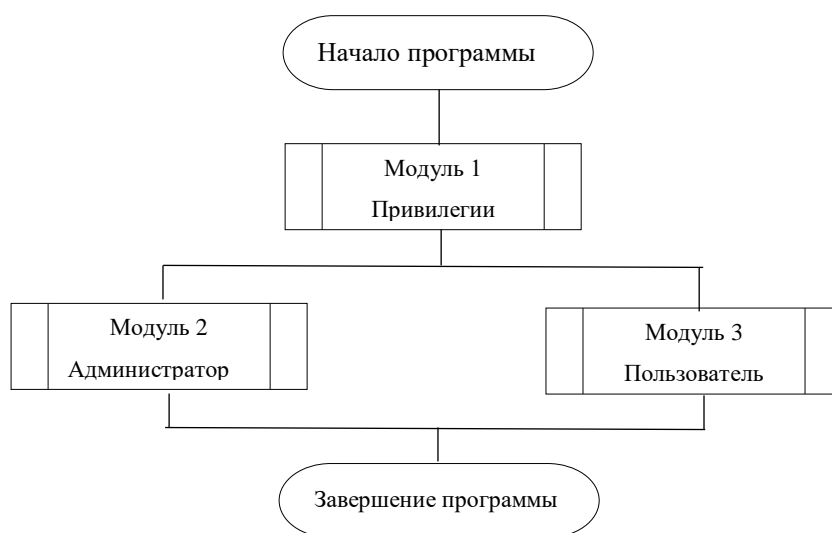 Начало программы
Модуль 1
Привилегии
Модуль 2
Администратор
Модуль 3
Пользователь
Завершение программы